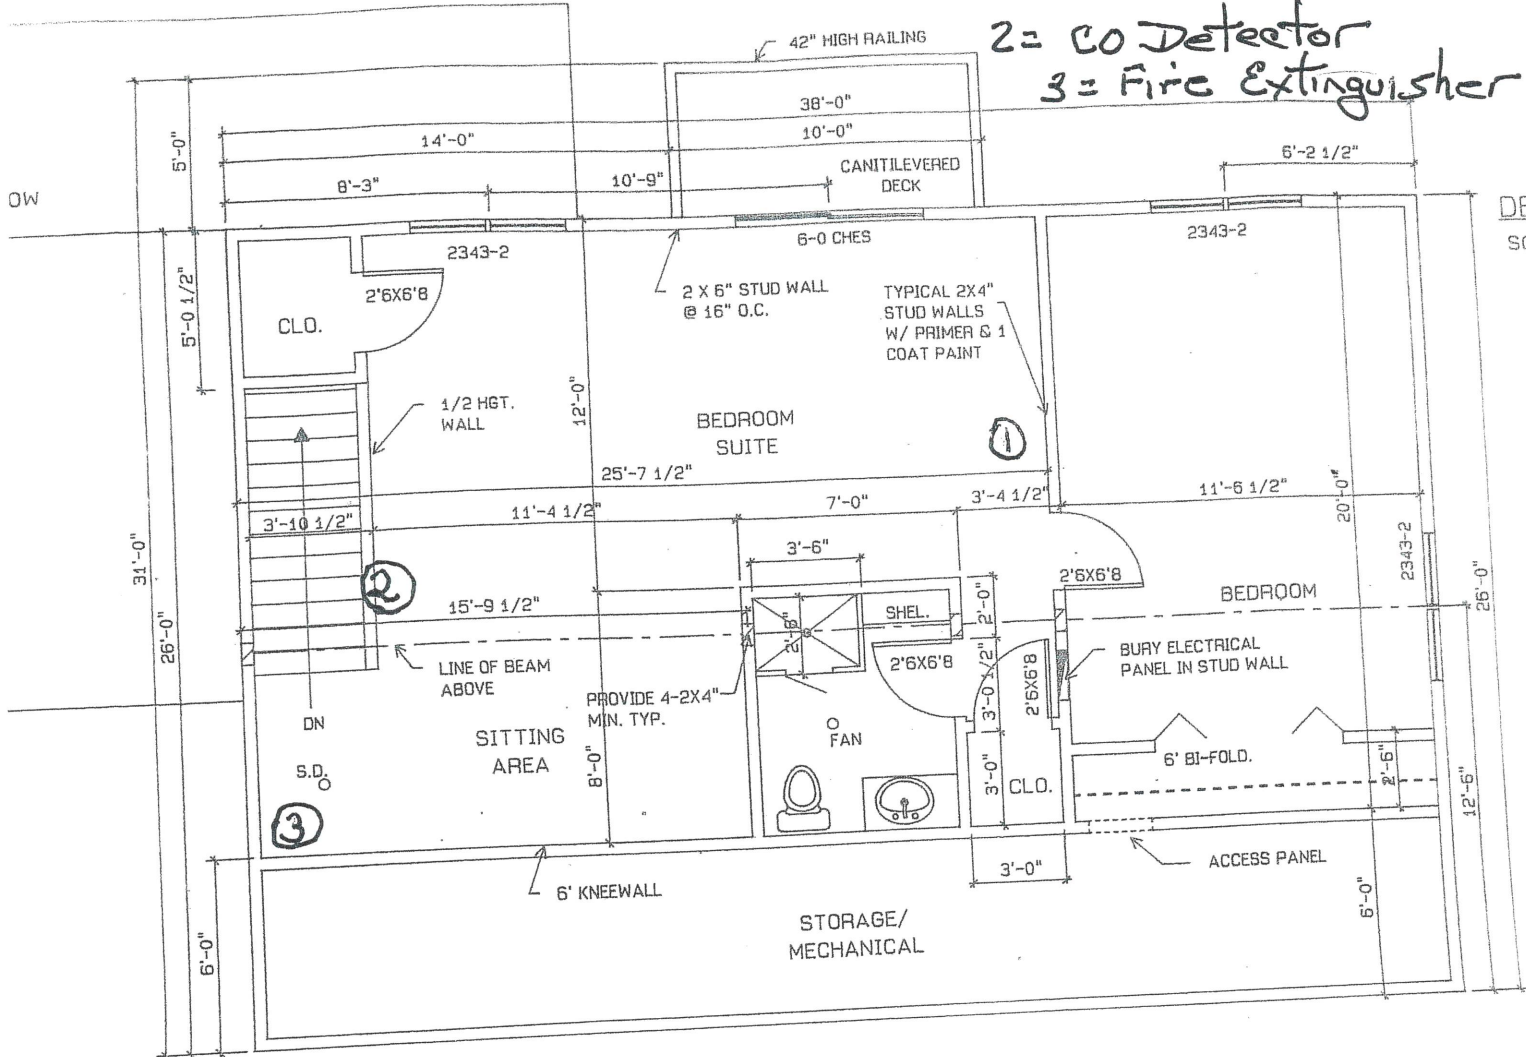 2= CO Detector
3= Fire Extinguisher
42" HIGH RAILING
38'-0"
14'-0"
10'-0"
5'-0"
6'-2 1/2"
8'-3"
10'-9"
CANITILEVERED
DECK
OW
2343-2
6-0 CHES
2343-2
5'-0 1/2"
2'6X6'8
2 X 6" STUD WALL
@ 16" O.C.
TYPICAL 2X4"
STUD WALLS
W/ PRIMER & 1
COAT PAINT
CLO.
12'-0"
1/2 HGT.
WALL
BEDROOM
SUITE
1
25'-7 1/2"
3'-10 1/2"
11'-4 1/2"
7'-0"
3'-4 1/2"
11'-6 1/2"
20'-0"
2343-2
31'-0"
26'-0"
2
3'-6"
2'6X6'8
26'-0"
15'-9 1/2"
2'-6"
SHEL.
2'-0"
BEDROOM
LINE OF BEAM
ABOVE
2'6X6'8
3'-0 1/2"
2'6X6'8
BURY ELECTRICAL
PANEL IN STUD WALL
PROVIDE 4-2X4"
MIN. TYP.
DN
FAN
SITTING
AREA
8'-0"
S.D.
3'-0"
CLO.
6' BI-FOLD.
2'-6"
12'-6"
3
6' KNEEWALL
3'-0"
ACCESS PANEL
6'-0"
STORAGE/
MECHANICAL
6'-0"